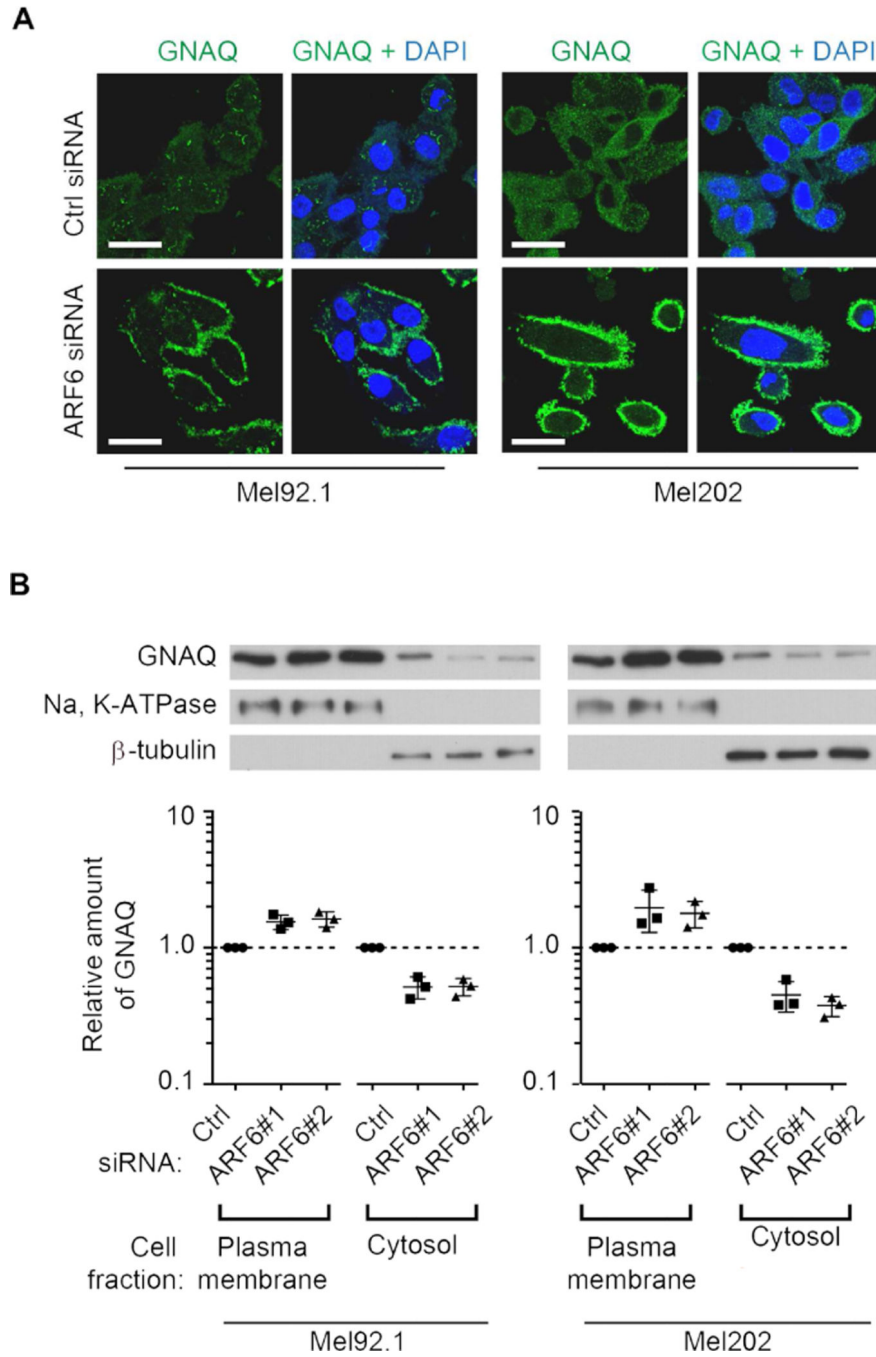 A
GNAQ GNAQ + DAPI GNAQ GNAQ + DAPI
Ctrl siRNA
ARF6 siRNA
Mel92.1 Mel202
B
GNAQ
Na, K-ATPase
β-tubulin
Relative amount
of GNAQ
10 10
1.0 1.0
0.1 0.1
siRNA: Ctrl ARF6#1 ARF6#2 Ctrl ARF6#1 ARF6#2 Ctrl ARF6#1 ARF6#2 Ctrl ARF6#1 ARF6#2
Cell Plasma Cytosol Plasma Cytosol
fraction: membrane membrane
Mel92.1 Mel202